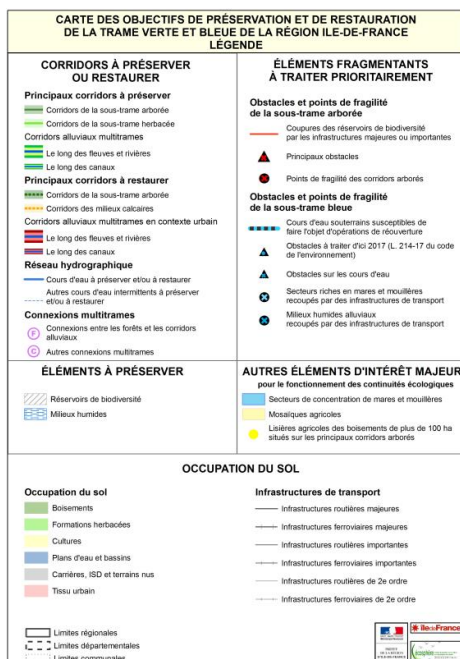 CARTE DES OBJECTIFS DE PRÉSERVATION ET DE RESTAURATION
DE LA TRAME VERTE ET BLEUE DE LA RÉGION ILE-DE-FRANCE
LÉGENDE
CORRIDORS À PRÉSERVER
OU RESTAURER
Principaux corridors à préserver
Corridors de la sous-trame arborée
Corridors de la sous-trame herbacée
Corridors alluviaux multitrames
Le long des fleuves et rivières
Le long des canaux
Principaux corridors à restaurer
Corridors de la sous-trame arborée
Corridors des milieux calcaires
Corridors alluviaux multitrames en contexte urbain
Le long des fleuves et rivières
Le long des canaux
Réseau hydrographique
Cours d'eau à préserver et/ou à restaurer
Autres cours d'eau intermittents à préserver
et/ou à restaurer
Connexions multitrames
F
Connexions entre les forêts et les corridors
alluviaux
C
Autres connexions multitrames
ÉLÉMENTS FRAGMENTANTS
À TRAITER PRIORITAIREMENT
Obstacles et points de fragilité
de la sous-trame arborée
Coupures des réservoirs de biodiversité
par les infrastructures majeures ou importantes
Principaux obstacles
Points de fragilité des corridors arborés
Obstacles et points de fragilité
de la sous-trame bleue
Cours d'eau souterrains susceptibles de
faire l'objet d'opérations de réouverture
Obstacles à traiter d'ici 2017 (L. 214-17 du code
de l'environnement)
Obstacles sur les cours d'eau
Secteurs riches en mares et mouillères
recoupés par des infrastructures de transport
Milieux humides alluviaux
recoupés par des infrastructures de transport
ÉLÉMENTS À PRÉSERVER
Réservoirs de biodiversité
Milieux humides
AUTRES ÉLÉMENTS D'INTÉRÊT MAJEUR
pour le fonctionnement des continuités écologiques
Secteurs de concentration de mares et mouillères
Mosaïques agricoles
Lisières agricoles des boisements de plus de 100 ha
situés sur les principaux corridors arborés
OCCUPATION DU SOL
Occupation du sol
Boisements
Formations herbacées
Cultures
Plans d'eau et bassins
Carrières, ISD et terrains nus
Tissu urbain
Infrastructures de transport
Infrastructures routières majeures
Infrastructures ferroviaires majeures
Infrastructures routières importantes
Infrastructures ferroviaires importantes
Infrastructures routières de 2e ordre
Infrastructures ferroviaires de 2e ordre
Limites régionales
Limites départementales
Limites communales
îledeFrance